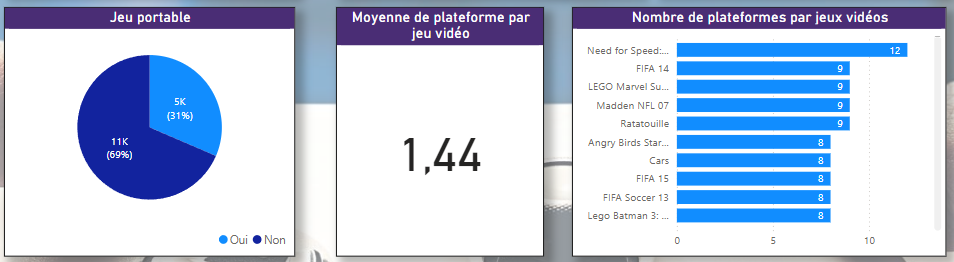 Jeu portable
5K
(31%)
11K
(69%)
Oui
Non
Moyenne de plateforme par
jeu vidéo
1,44
Nombre de plateformes par jeux vidéos
Need for Speed:... 12
FIFA 14 9
LEGO Marvel Su... 9
Madden NFL 07 9
Ratatouille 9
Angry Birds Star... 8
Cars 8
FIFA 15 8
FIFA Soccer 13 8
Lego Batman 3: ... 8
0 5 10